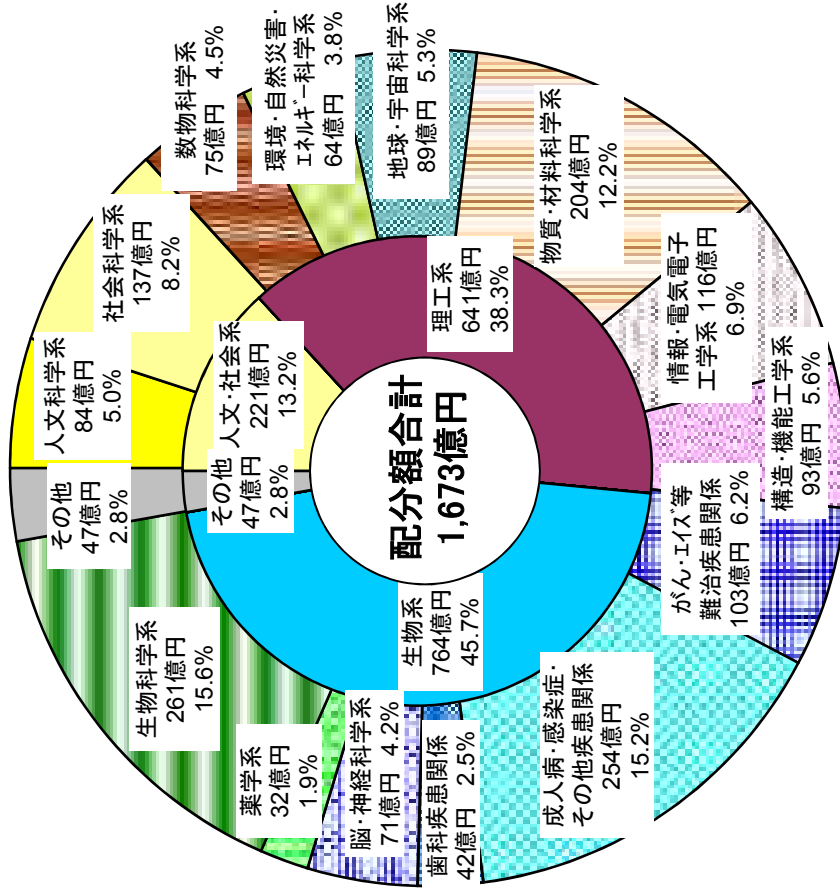 配分額合計
1,673億円
人文・社会系
221億円
13.2%
理工系
641億円
38.3%
生物系
764億円
45.7%
その他
47億円
2.8%
人文科学系
84億円
5.0%
社会科学系
137億円
8.2%
数物科学系
75億円 4.5%
環境・自然災害・
エネルギー科学系
64億円 3.8%
地球・宇宙科学系
89億円 5.3%
物質・材料科学系
204億円
12.2%
情報・電気電子
工学系 116億円
6.9%
構造・機能工学系
93億円 5.6%
がん・エイズ等
難治疾患関係
103億円 6.2%
成人病・感染症・
その他疾患関係
254億円
15.2%
歯科疾患関係
42億円 2.5%
脳・神経科学系
71億円 4.2%
薬学系
32億円
1.9%
生物科学系
261億円
15.6%
その他
47億円
2.8%